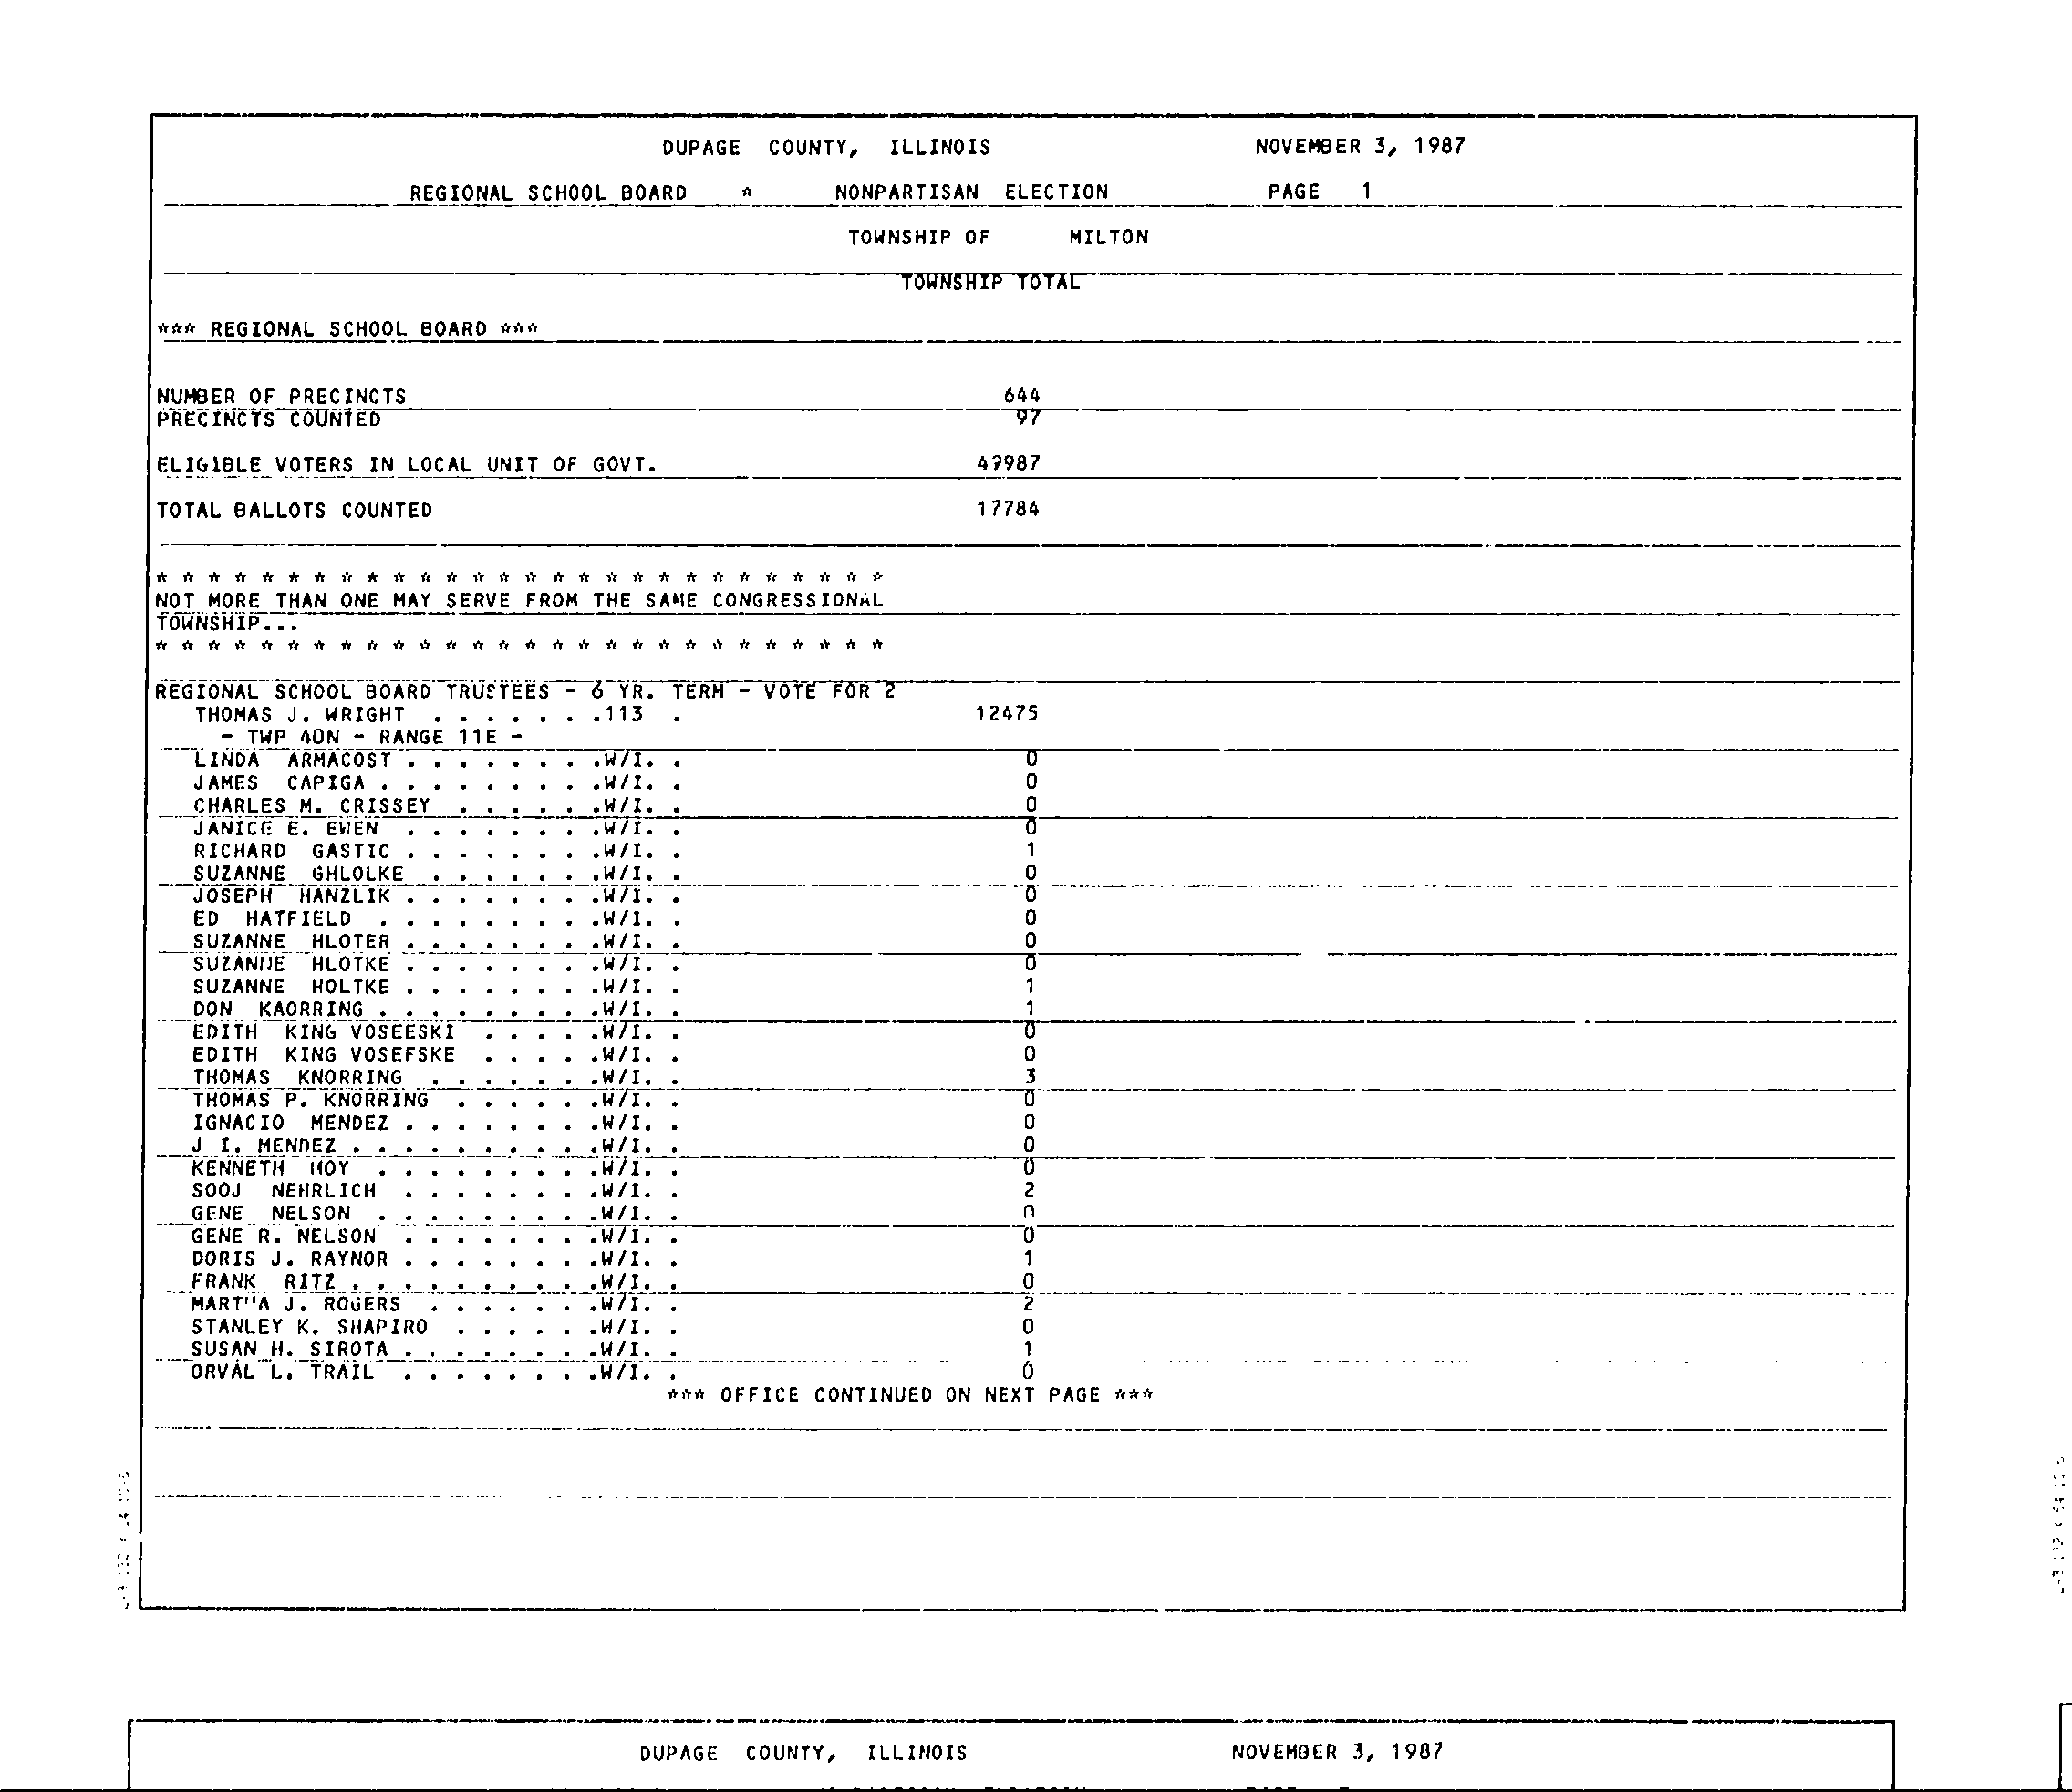 DUPAGE COUNTY, ILLINOIS NOVEMBER 3, 1987
REGIONAL SCHOOL BOARD * NONPARTISAN ELECTION PAGE 1
TOWNSHIP OF MILTON
TOWNSHIP TOTAL
*** REGIONAL SCHOOL BOARD ***
NUMBER OF PRECINCTS 644
PRECINCTS COUNTED 97
ELIGIBLE VOTERS IN LOCAL UNIT OF GOVT. 49987
TOTAL BALLOTS COUNTED 17784
* * * * * * * * * * * * * * * * * * * * * * * * * * * *
NOT MORE THAN ONE MAY SERVE FROM THE SAME CONGRESSIONAL
TOWNSHIP...
* * * * * * * * * * * * * * * * * * * * * * * * * * * *
REGIONAL SCHOOL BOARD TRUSTEES - 6 YR. TERM - VOTE FOR 2
THOMAS J. WRIGHT . . . . . . .113 . 12475
- TWP 40N - RANGE 11E -
LINDA ARMACOST . . . . . . . .W/I. . 0
JAMES CAPIGA . . . . . . . . .W/I. . 0
CHARLES M. CRISSEY . . . . . .W/I. . 0
JANICE E. EWEN . . . . . . . .W/I. . 0
RICHARD GASTIC . . . . . . . .W/I. . 1
SUZANNE GHLOLKE . . . . . . .W/I. . 0
JOSEPH HANZLIK . . . . . . . .W/I. . 0
ED HATFIELD . . . . . . . . .W/I. . 0
SUZANNE HLOTER . . . . . . . .W/I. . 0
SUZANNE HLOTKE . . . . . . . .W/I. . 0
SUZANNE HOLTKE . . . . . . . .W/I. . 1
DON KAORRING . . . . . . . . .W/I. . 1
EDITH KING VOSEESKI . . . . .W/I. . 0
EDITH KING VOSEFSKE . . . . .W/I. . 0
THOMAS KNORRING . . . . . . .W/I. . 3
THOMAS P. KNORRING . . . . . .W/I. . 0
IGNACIO MENDEZ . . . . . . . .W/I. . 0
J I. MENDEZ . . . . . . . . . .W/I. . 0
KENNETH MOY . . . . . . . . .W/I. . 0
SOOJ NEHRLICH . . . . . . . .W/I. . 2
GENE NELSON . . . . . . . . .W/I. . 0
GENE R. NELSON . . . . . . . .W/I. . 0
DORIS J. RAYNOR . . . . . . . .W/I. . 1
FRANK RITZ . . . . . . . . . .W/I. . 0
MARTHA J. ROGERS . . . . . . .W/I. . 2
STANLEY K. SHAPIRO . . . . . .W/I. . 0
SUSAN H. SIROTA . . . . . . . .W/I. . 1
ORVAL L. TRAIL . . . . . . . .W/I. . 0
*** OFFICE CONTINUED ON NEXT PAGE ***
DUPAGE COUNTY, ILLINOIS NOVEMBER 3, 1987